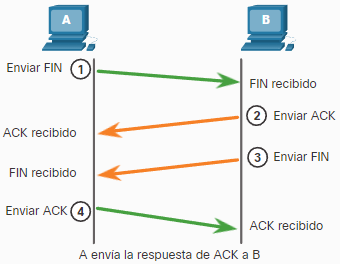 A
B
Enviar FIN 1
FIN recibido
2 Enviar ACK
ACK recibido
3 Enviar FIN
FIN recibido
Enviar ACK 4
ACK recibido
A envía la respuesta de ACK a B